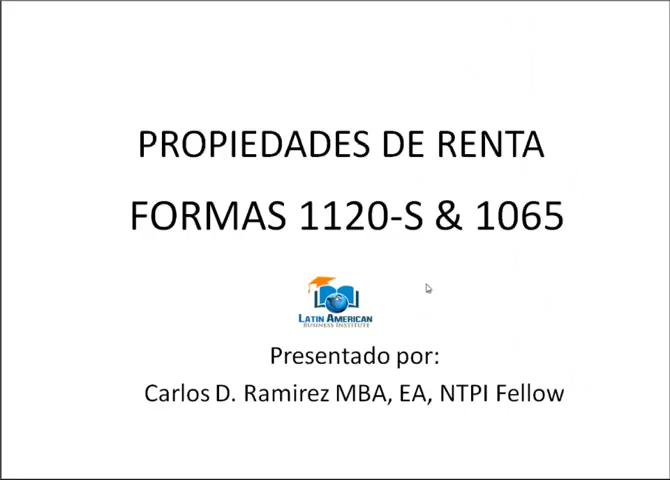 PROPIEDADES DE RENTA
FORMAS 1120-S & 1065
LATIN AMERICAN
BUSINESS INSTITUTE
Presentado por:
Carlos D. Ramirez MBA, EA, NTPI Fellow